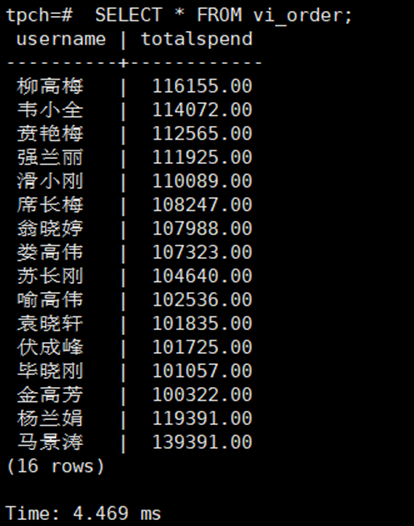 tpch=#  SELECT * FROM vi_order;
 username | totalspend
----------+------------
 柳高梅   |  116155.00
 韦小全   |  114072.00
 贲艳梅   |  112565.00
 强兰丽   |  111925.00
 滑小刚   |  110089.00
 席长梅   |  108247.00
 翁晓婷   |  107988.00
 娄高伟   |  107323.00
 苏长刚   |  104640.00
 喻高伟   |  102536.00
 袁晓轩   |  101835.00
 伏成峰   |  101725.00
 毕晓刚   |  101057.00
 金高芳   |  100322.00
 杨兰娟   |  119391.00
 马景涛   |  139391.00
(16 rows)
Time: 4.469 ms